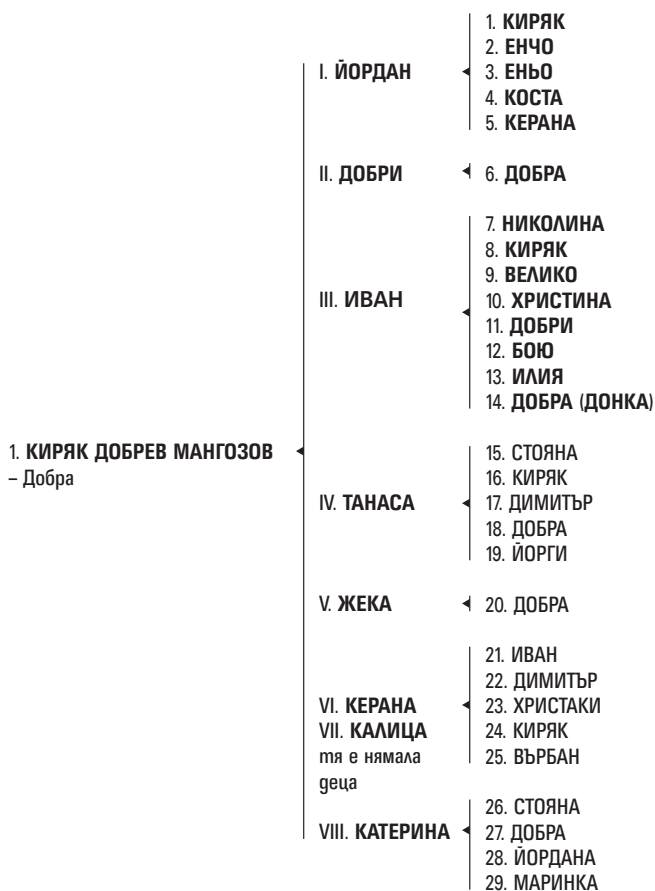 1. КИРЯК ДОБРЕВ МАНГОЗОВ
– Добра
I. ЙОРДАН
1. КИРЯК
2. ЕНЧО
3. ЕНЬО
4. КОСТА
5. КЕРАНА
II. ДОБРИ
6. ДОБРА
III. ИВАН
7. НИКОЛИНА
8. КИРЯК
9. ВЕЛИКО
10. ХРИСТИНА
11. ДОБРИ
12. БОЮ
13. ИЛИЯ
14. ДОБРА (ДОНКА)
IV. ТАНАСА
15. СТОЯНА
16. КИРЯК
17. ДИМИТЪР
18. ДОБРА
19. ЙОРГИ
V. ЖЕКА
20. ДОБРА
VI. КЕРАНА
21. ИВАН
22. ДИМИТЪР
23. ХРИСТАКИ
24. КИРЯК
25. ВЪРБАН
VII. КАЛИЦА
тя е нямала
деца
VIII. КАТЕРИНА
26. СТОЯНА
27. ДОБРА
28. ЙОРДАНА
29. МАРИНКА